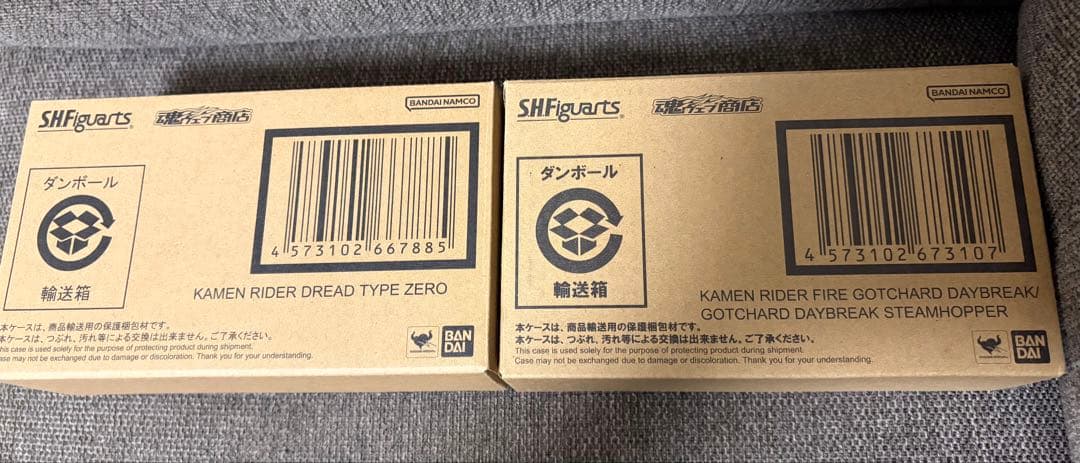 S.H.Figuarts
魂ウェブ商店
BANDAI NAMCO
ダンボール
輸送箱
4 573102 667885
KAMEN RIDER DREAD TYPE ZERO
本ケースは、商品輸送用の保護梱包材です。
本ケースは、つぶれ、汚れ等による交換は出来ません。ご了承ください。
This case is used solely for the purpose of protecting product during shipment.
Case may not be exchanged due to damage or discoloration. Thank you for your understanding.
BAN
DAI
S.H.Figuarts
魂ウェブ商店
BANDAI NAMCO
ダンボール
輸送箱
4 573102 673107
KAMEN RIDER FIRE GOTCHARD DAYBREAK/
GOTCHARD DAYBREAK STEAMHOPPER
本ケースは、商品輸送用の保護梱包材です。
本ケースは、つぶれ、汚れ等による交換は出来ません。ご了承ください。
This case is used solely for the purpose of protecting product during shipment.
Case may not be exchanged due to damage or discoloration. Thank you for your understanding.
BAN
DAI